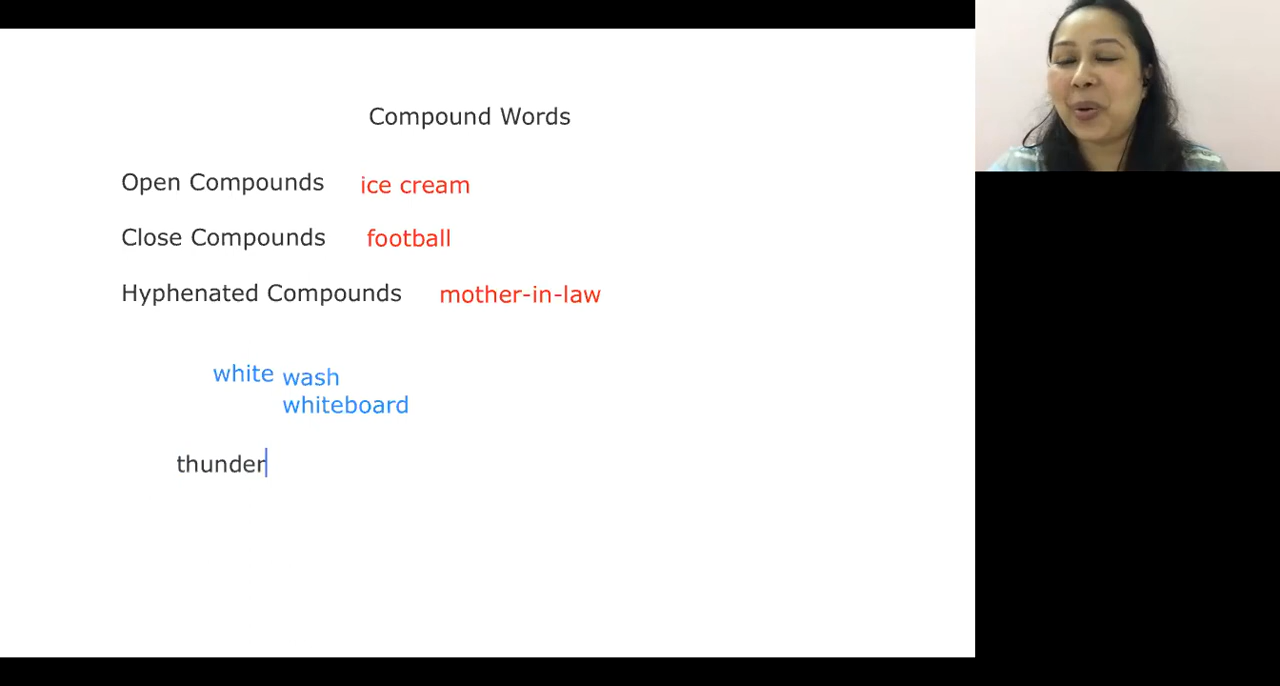 Compound Words
Open Compounds ice cream
Close Compounds football
Hyphenated Compounds mother-in-law
white wash
whiteboard
thunder